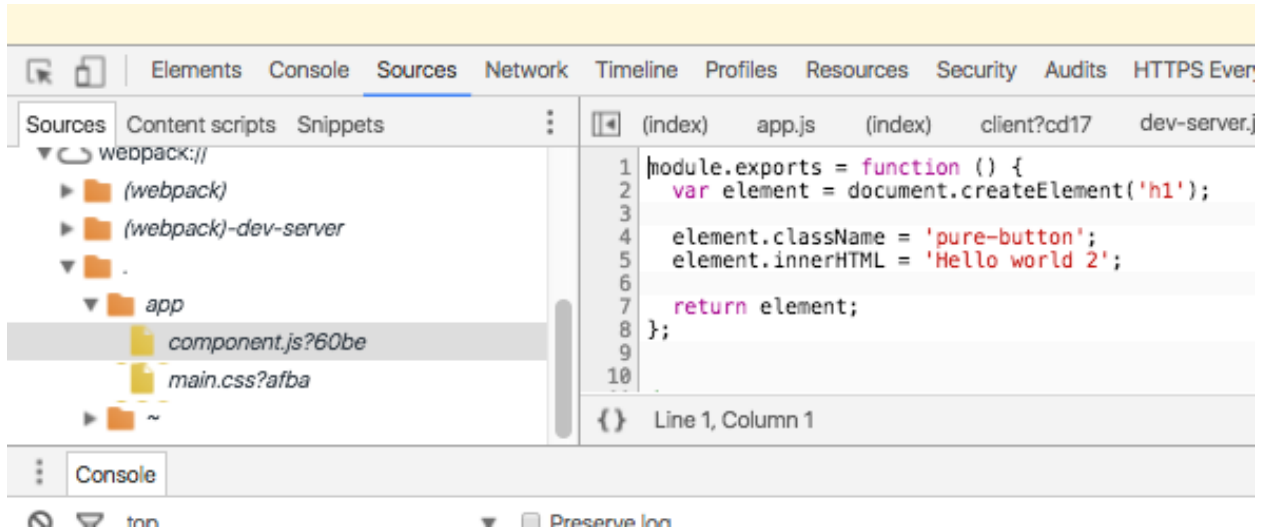 Elements Console Sources Network Timeline Profiles Resources Security Audits
Sources Content scripts Snippets
(index) app.js (index) client?cd17
webpack://
(webpack)
(webpack)-dev-server
.
app
component.js?60be
main.css?afba
~
1 module.exports = function () {
2 var element = document.createElement('h1');
3
4 element.className = 'pure-button';
5 element.innerHTML = 'Hello world 2';
6
7 return element;
8 };
9
10
{} Line 1, Column 1
Console
top Preserve log